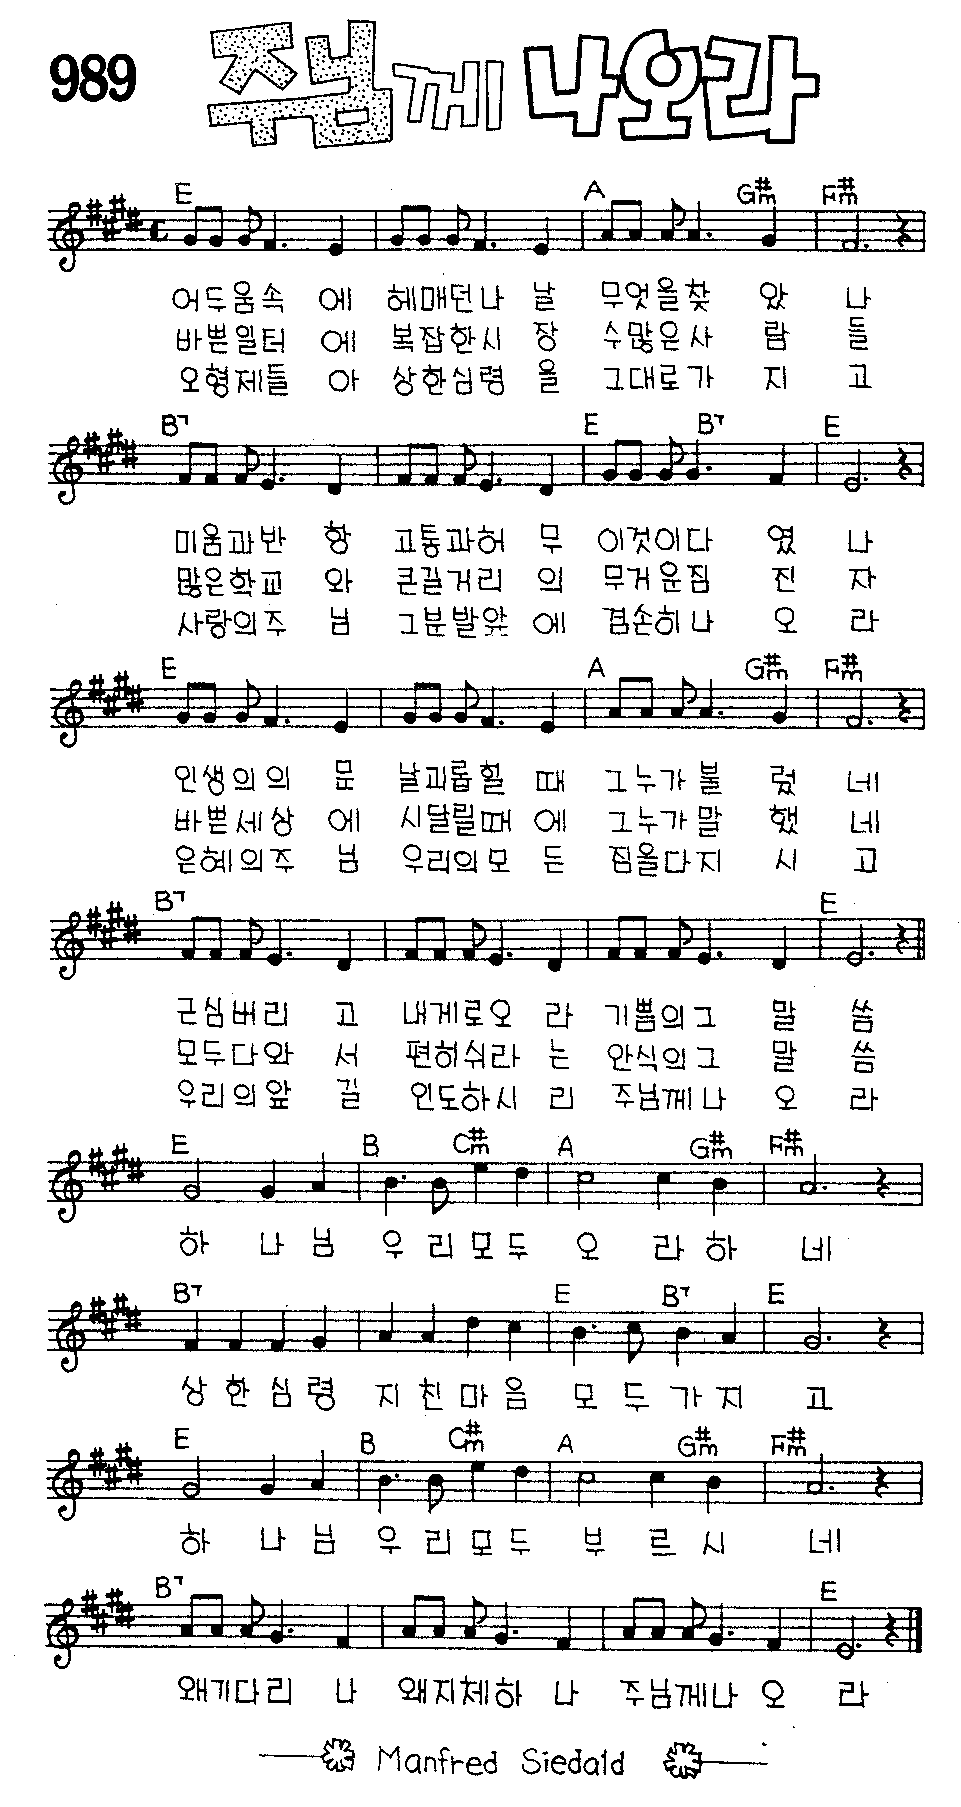 989 주님께 나오라
E A G#m F#m
어두움속 에 헤매던나 날 무엇을찾 았 나
바쁜일터 에 복잡한시 장 수많은사 람 들
오형제들 아 상한심령 을 그대로가 지 고
B7 E B7 E
미움과반 항 고통과허 무 이것이다 였 나
많은학교 와 큰길거리 의 무거운짐 진 자
사랑의주 님 그분발앞 에 겸손히나 오 라
E A G#m F#m
인생의의 문 날괴롭힐 때 그누가불 렀 네
바쁜세상 에 시달릴때 에 그누가말 했 네
은혜의주 님 우리의모 든 짐을다지 시 고
B7 E
근심버리 고 내게로오 라 기쁨의그 말 씀
모두다와 서 편히쉬라 는 안식의그 말 씀
우리의앞 길 인도하시 리 주님께나 오 라
E B C#m A G#m F#m
하 나 님 우 리 모 두 오 라 하 네
B7 E B7 E
상 한 심 령 지 친 마 음 모 두 가 지 고
E B C#m A G#m F#m
하 나 님 우 리 모 두 부 르 시 네
B7 E
왜기다리 나 왜지체하 나 주님께나 오 라
Manfred Siedald